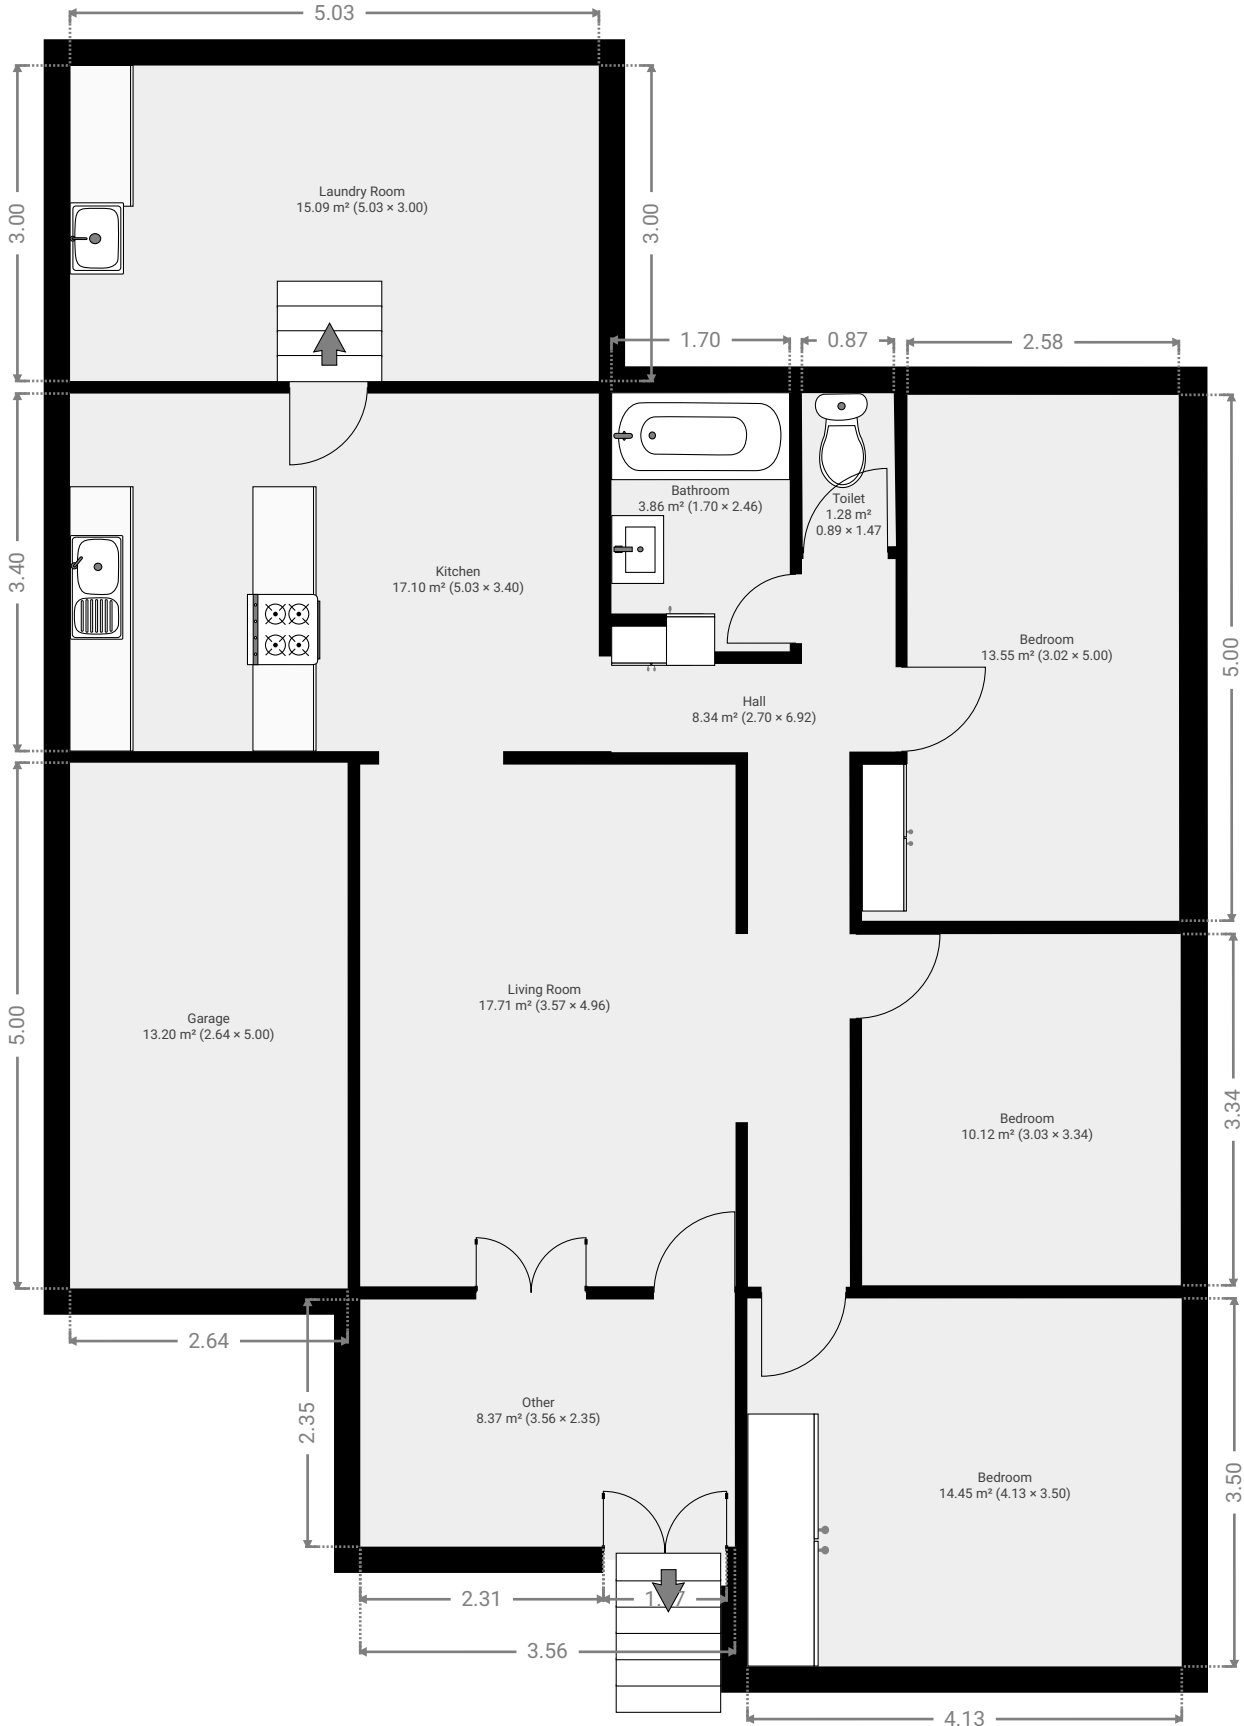 5.03
3.00
3.00
Laundry Room
15.09 m² (5.03 × 3.00)
1.70
0.87
2.58
3.40
Kitchen
17.10 m² (5.03 × 3.40)
Bathroom
3.86 m² (1.70 × 2.46)
Toilet
1.28 m²
0.89 × 1.47
Bedroom
13.55 m² (3.02 × 5.00)
5.00
Hall
8.34 m² (2.70 × 6.92)
5.00
Garage
13.20 m² (2.64 × 5.00)
Living Room
17.71 m² (3.57 × 4.96)
Bedroom
10.12 m² (3.03 × 3.34)
3.34
2.64
2.35
Other
8.37 m² (3.56 × 2.35)
Bedroom
14.45 m² (4.13 × 3.50)
3.50
2.31
3.56
4.13